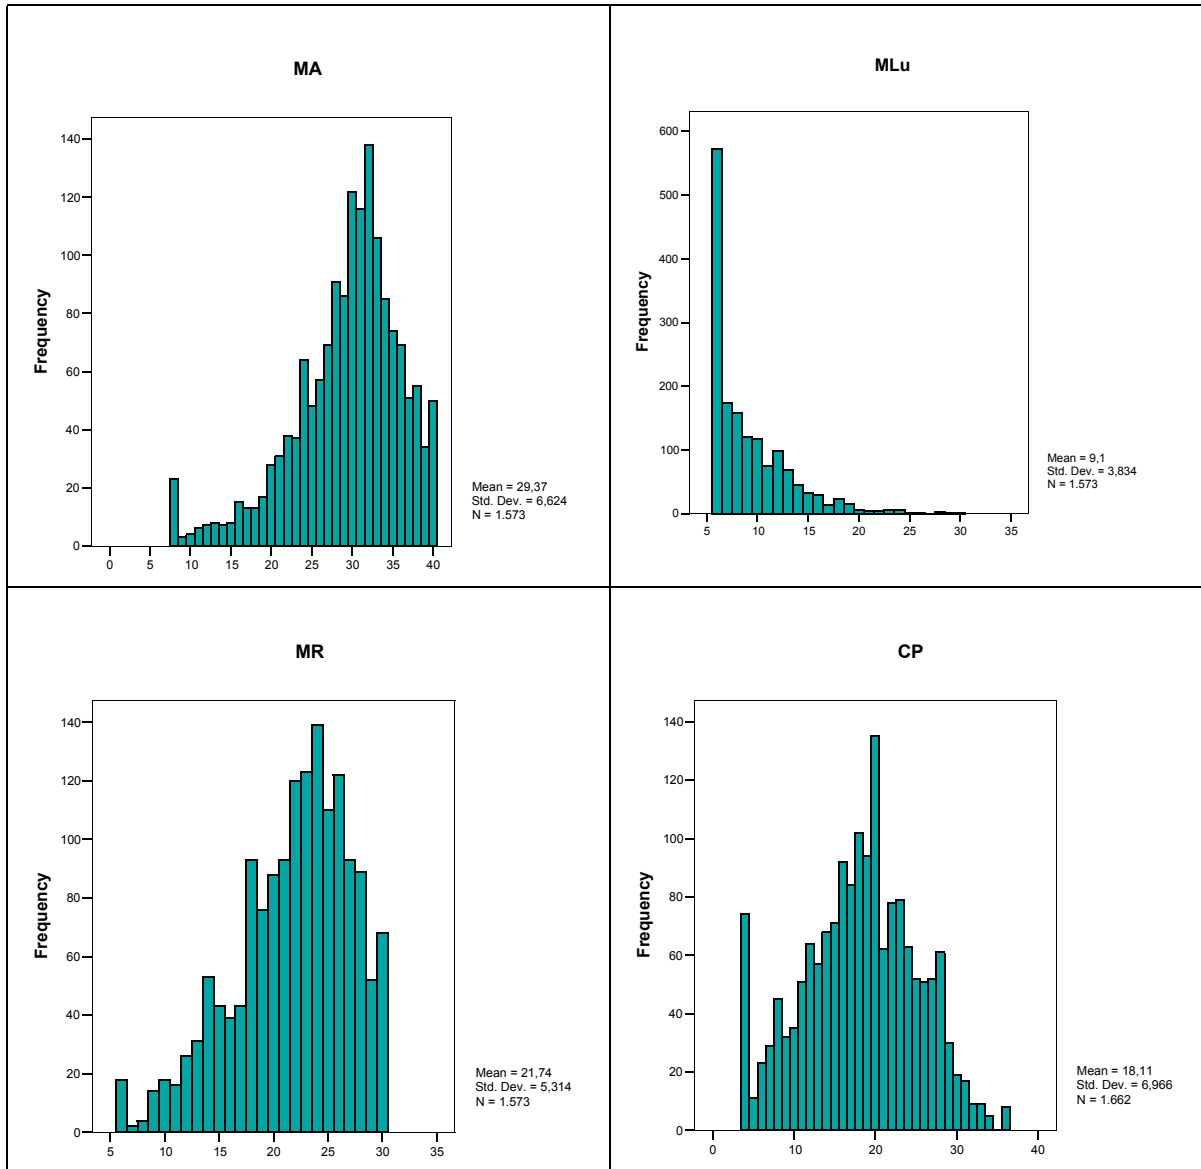 MA
140
120
100
80
60
40
20
0
Frequency
0 5 10 15 20 25 30 35 40
Mean = 29,37
Std. Dev. = 6,624
N = 1.573
MLu
600
500
400
300
200
100
0
Frequency
5 10 15 20 25 30 35
Mean = 9,1
Std. Dev. = 3,834
N = 1.573
MR
140
120
100
80
60
40
20
0
Frequency
5 10 15 20 25 30 35
Mean = 21,74
Std. Dev. = 5,314
N = 1.573
CP
140
120
100
80
60
40
20
0
Frequency
0 10 20 30 40
Mean = 18,11
Std. Dev. = 6,966
N = 1.662